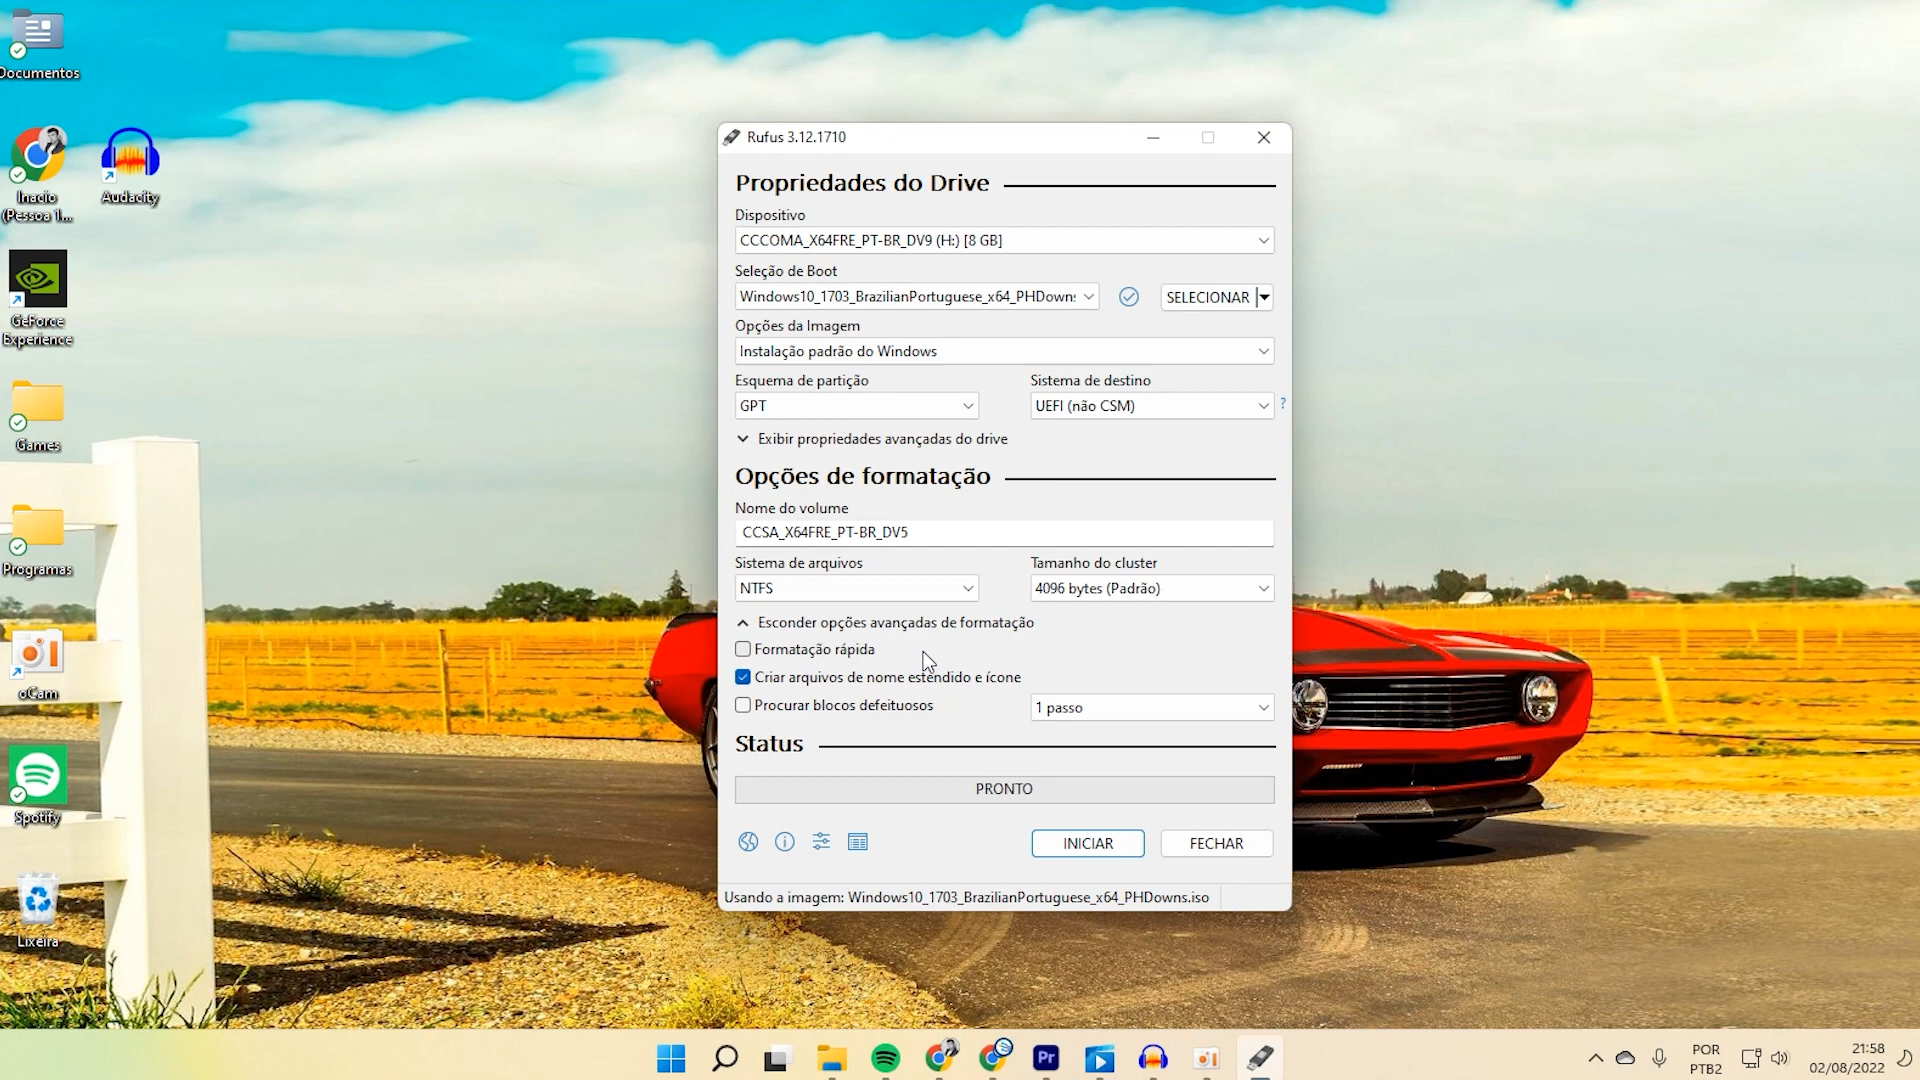 Documentos
Inacio
(Pessoa 1...
Audacity
GeForce
Experience
Games
Programas
oCam
Spotify
Lixeira
Rufus 3.12.1710
Propriedades do Drive
Dispositivo
CCCOMA_X64FRE_PT-BR_DV9 (H:) [8 GB]
Seleção de Boot
Windows10_1703_BrazilianPortuguese_x64_PHDowns
SELECIONAR
Opções da Imagem
Instalação padrão do Windows
Esquema de partição
Sistema de destino
GPT
UEFI (não CSM)
?
Exibir propriedades avançadas do drive
Opções de formatação
Nome do volume
CCSA_X64FRE_PT-BR_DV5
Sistema de arquivos
Tamanho do cluster
NTFS
4096 bytes (Padrão)
Esconder opções avançadas de formatação
Formatação rápida
Criar arquivos de nome estendido e ícone
Procurar blocos defeituosos
1 passo
Status
PRONTO
INICIAR
FECHAR
Usando a imagem: Windows10_1703_BrazilianPortuguese_x64_PHDowns.iso
Pr
POR
PTB2
21:58
02/08/2022